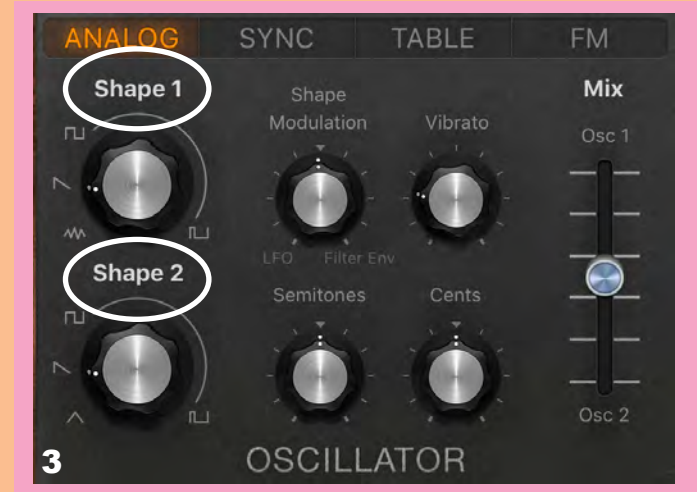 ANALOG SYNC TABLE FM
Shape 1
Shape
Modulation
Vibrato
Mix
Osc 1
LFO Filter Env
Shape 2
Semitones
Cents
Osc 2
3
OSCILLATOR